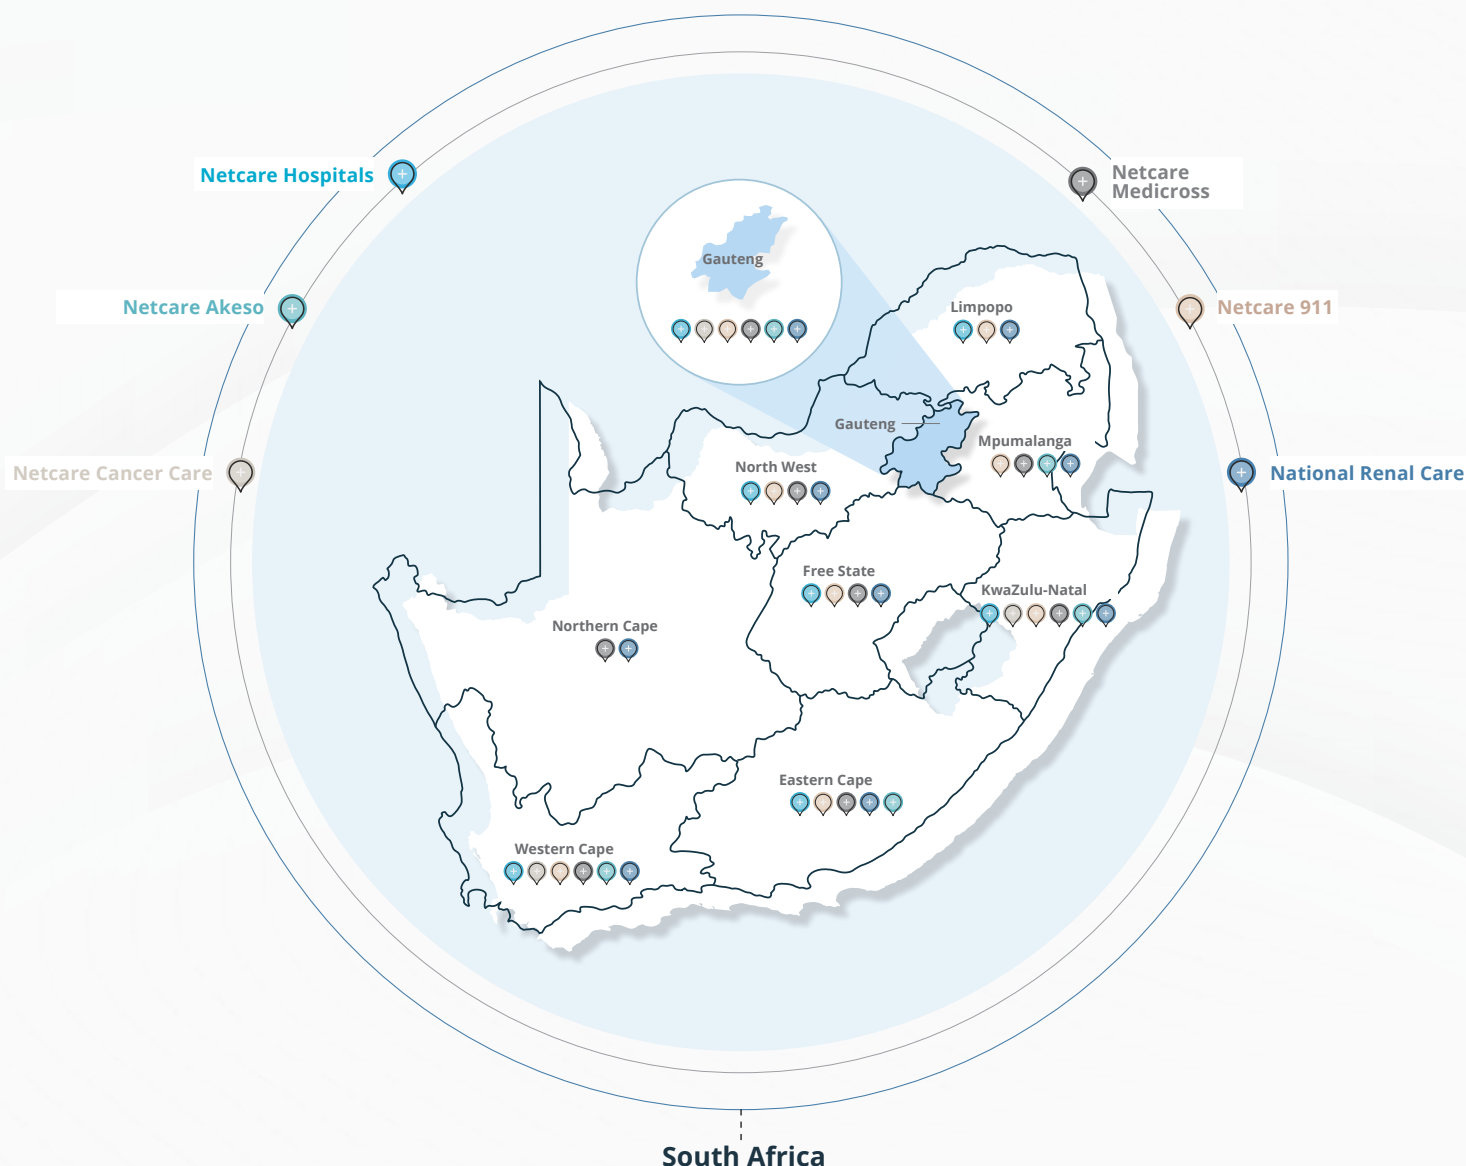 Netcare Hospitals
Netcare
Medicross
Netcare Akeso
Netcare 911
Netcare Cancer Care
National Renal Care
Gauteng
Limpopo
Gauteng
Mpumalanga
North West
Free State
KwaZulu-Natal
Northern Cape
Eastern Cape
Western Cape
South Africa